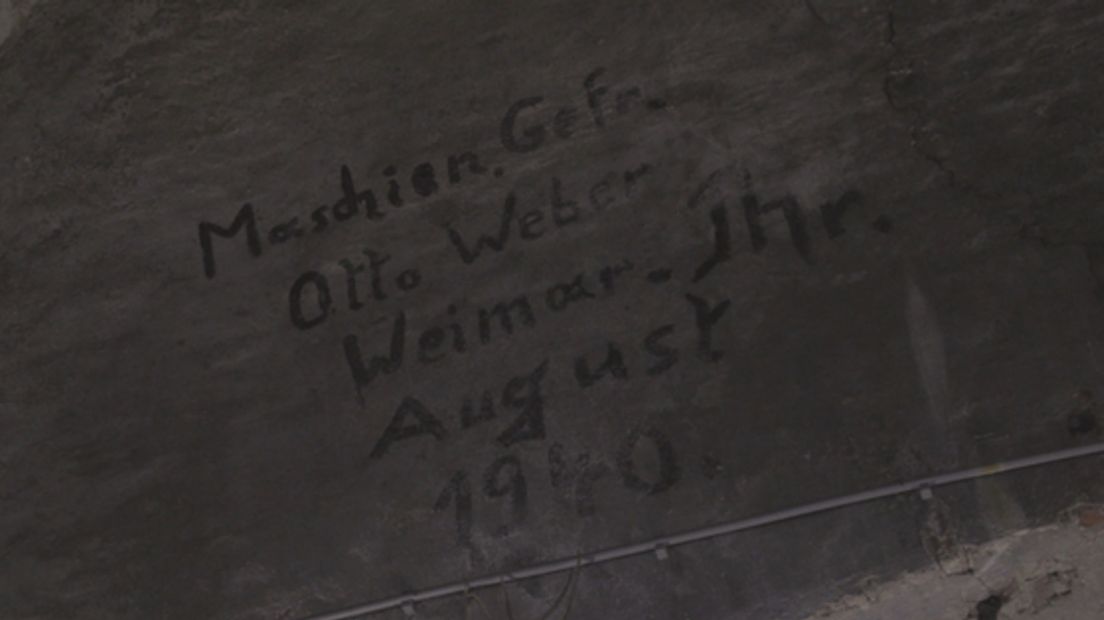 Maschien. Gefr.
Otto Weber
Weimar. Thr.
August
1940.